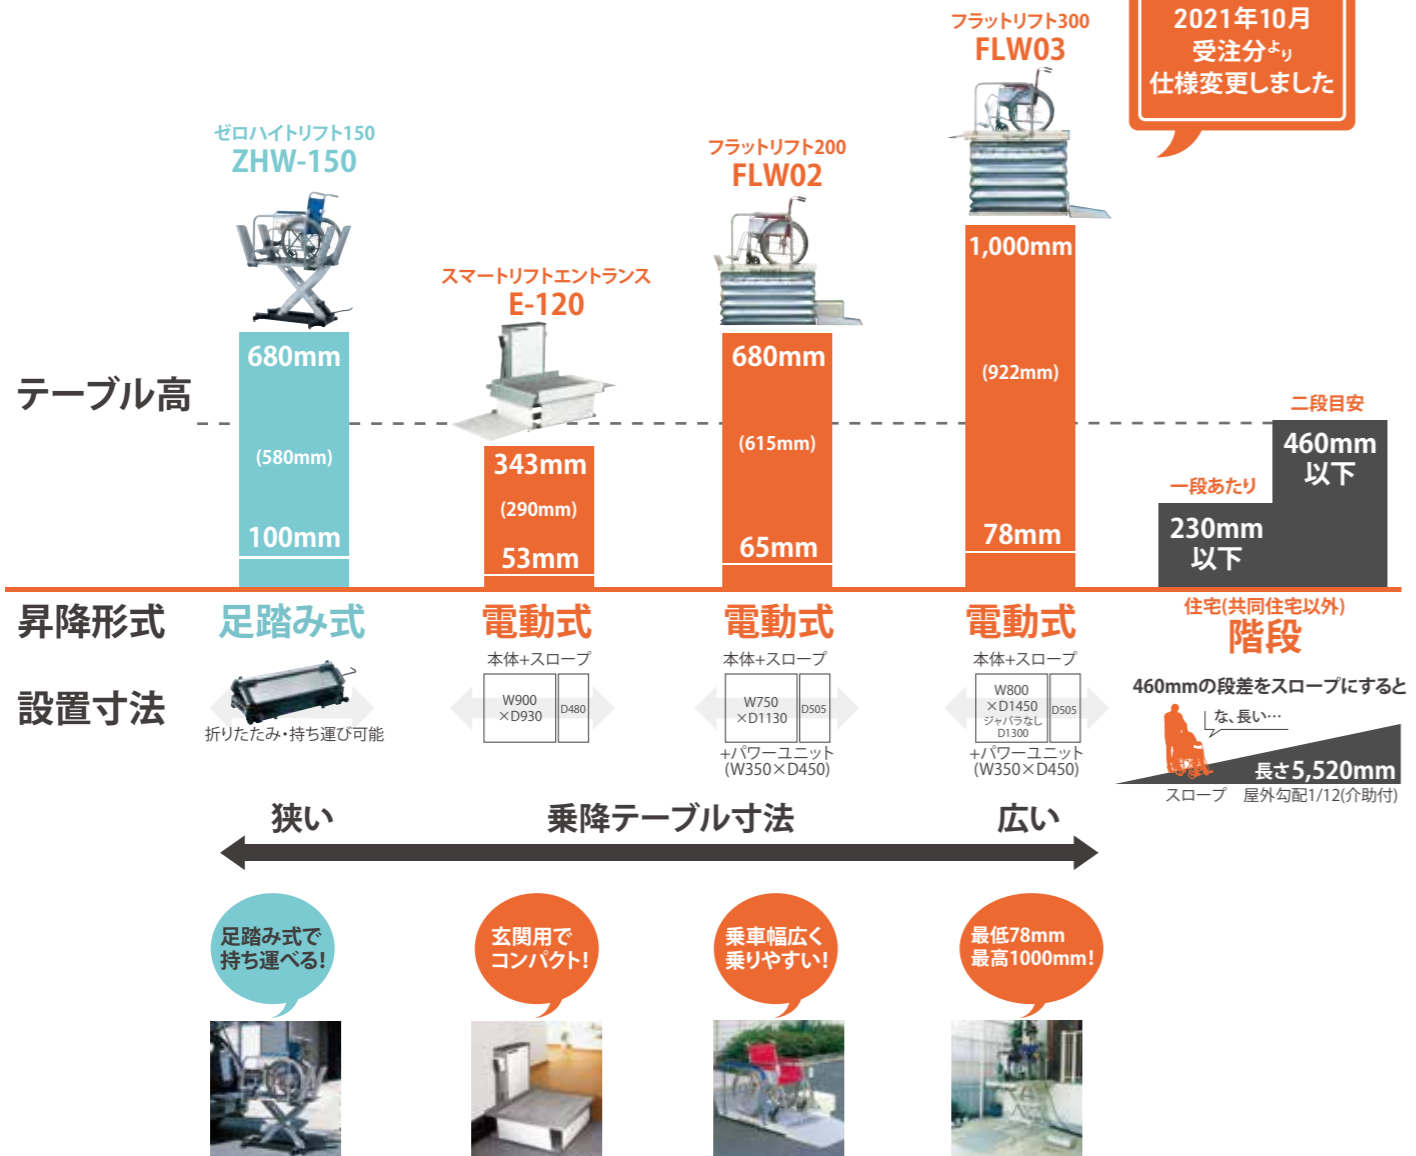 2021年10月
受注分より
仕様変更しました
フラットリフト300
FLW03
ゼロハイトリフト150
ZHW-150
フラットリフト200
FLW02
スマートリフトエントランス
E-120
テーブル高
680mm
(580mm)
100mm
343mm
(290mm)
53mm
680mm
(615mm)
65mm
1,000mm
(922mm)
78mm
二段目安
460mm
以下
一段あたり
230mm
以下
昇降形式
足踏み式
電動式
電動式
電動式
住宅(共同住宅以外)
階段
設置寸法
折りたたみ・持ち運び可能
本体+スロープ
W900
×D930
D480
本体+スロープ
W750
×D1130
D505
+パワーユニット
(W350×D450)
本体+スロープ
W800
×D1450
ジャバラなし
D1300
D505
+パワーユニット
(W350×D450)
460mmの段差をスロープにすると
な、長い…
長さ5,520mm
スロープ 屋外勾配1/12(介助付)
狭い
乗降テーブル寸法
広い
足踏み式で
持ち運べる!
玄関用で
コンパクト!
乗車幅広く
乗りやすい!
最低78mm
最高1000mm!